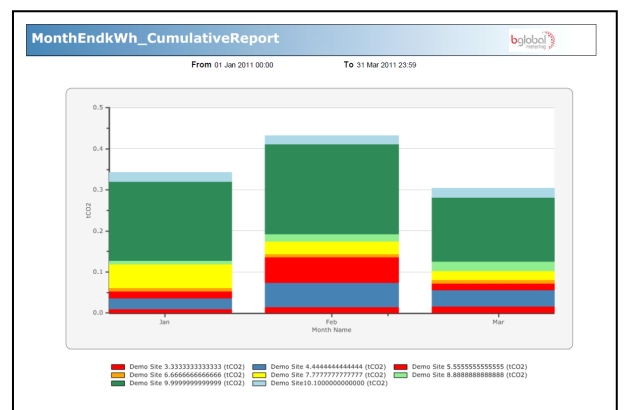 MonthEndkWh_CumulativeReport
bglobal
metering
From 01 Jan 2011 00:00 To 31 Mar 2011 23:59
0.5
0.4
0.3
0.2
0.1
0.0
tCO2
Jan Feb Mar
Month Name
Demo Site 3.3333333333333 (tCO2) Demo Site 4.4444444444444 (tCO2) Demo Site 5.5555555555555 (tCO2)
Demo Site 6.6666666666666 (tCO2) Demo Site 7.7777777777777 (tCO2) Demo Site 8.8888888888888 (tCO2)
Demo Site 9.9999999999999 (tCO2) Demo Site10.1000000000000 (tCO2)